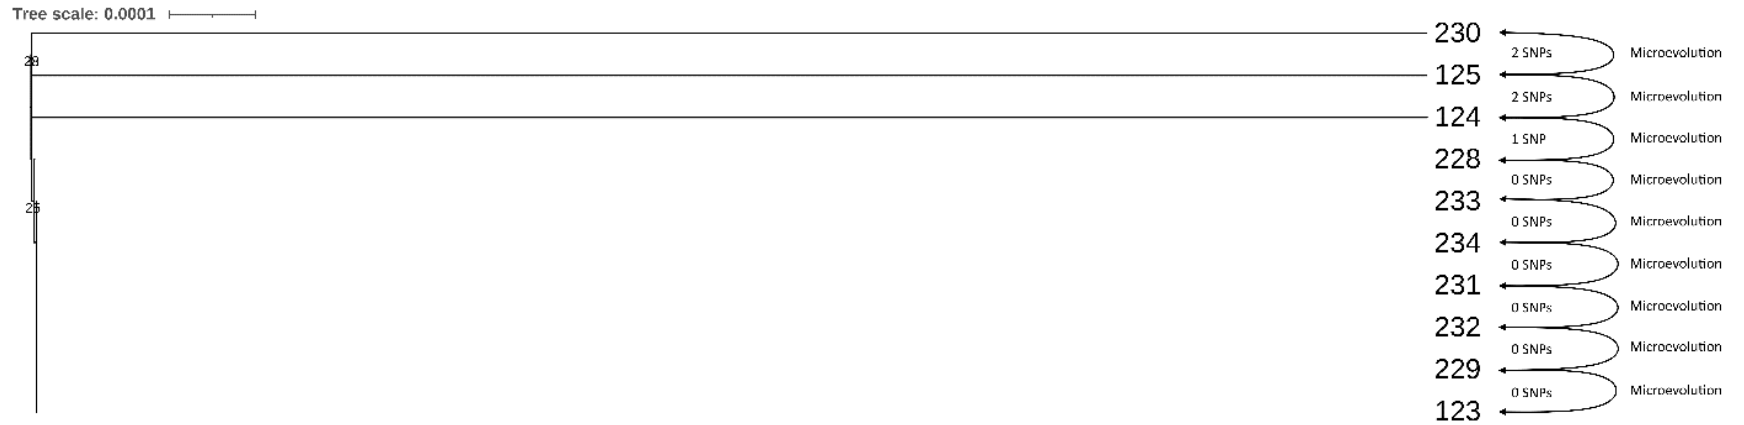 Tree scale: 0.0001
230
2 SNPs Microevolution
125
2 SNPs Microevolution
124
1 SNP Microevolution
228
0 SNPs Microevolution
233
0 SNPs Microevolution
234
0 SNPs Microevolution
231
0 SNPs Microevolution
232
0 SNPs Microevolution
229
0 SNPs Microevolution
123